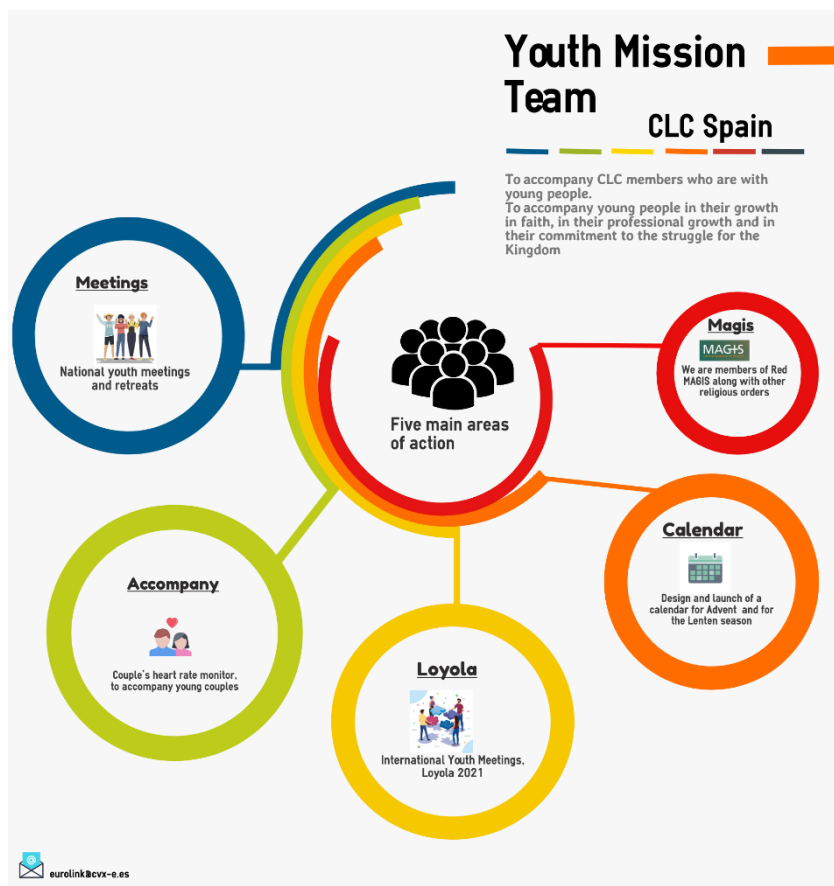 Youth Mission
Team
CLC Spain
To accompany CLC members who are with
young people.
To accompany young people in their growth
in faith, in their professional growth and in
their commitment to the struggle for the
Kingdom
Meetings
National youth meetings
and retreats
Five main areas
of action
Magis
MAG+S
We are members of Red
MAGIS along with other
religious orders
Calendar
Design and launch of a
calendar for Advent and for
the Lenten season
Accompany
Couple's heart rate monitor,
to accompany young couples
Loyola
International Youth Meetings,
Loyola 2021
eurolink@cvx-e.es